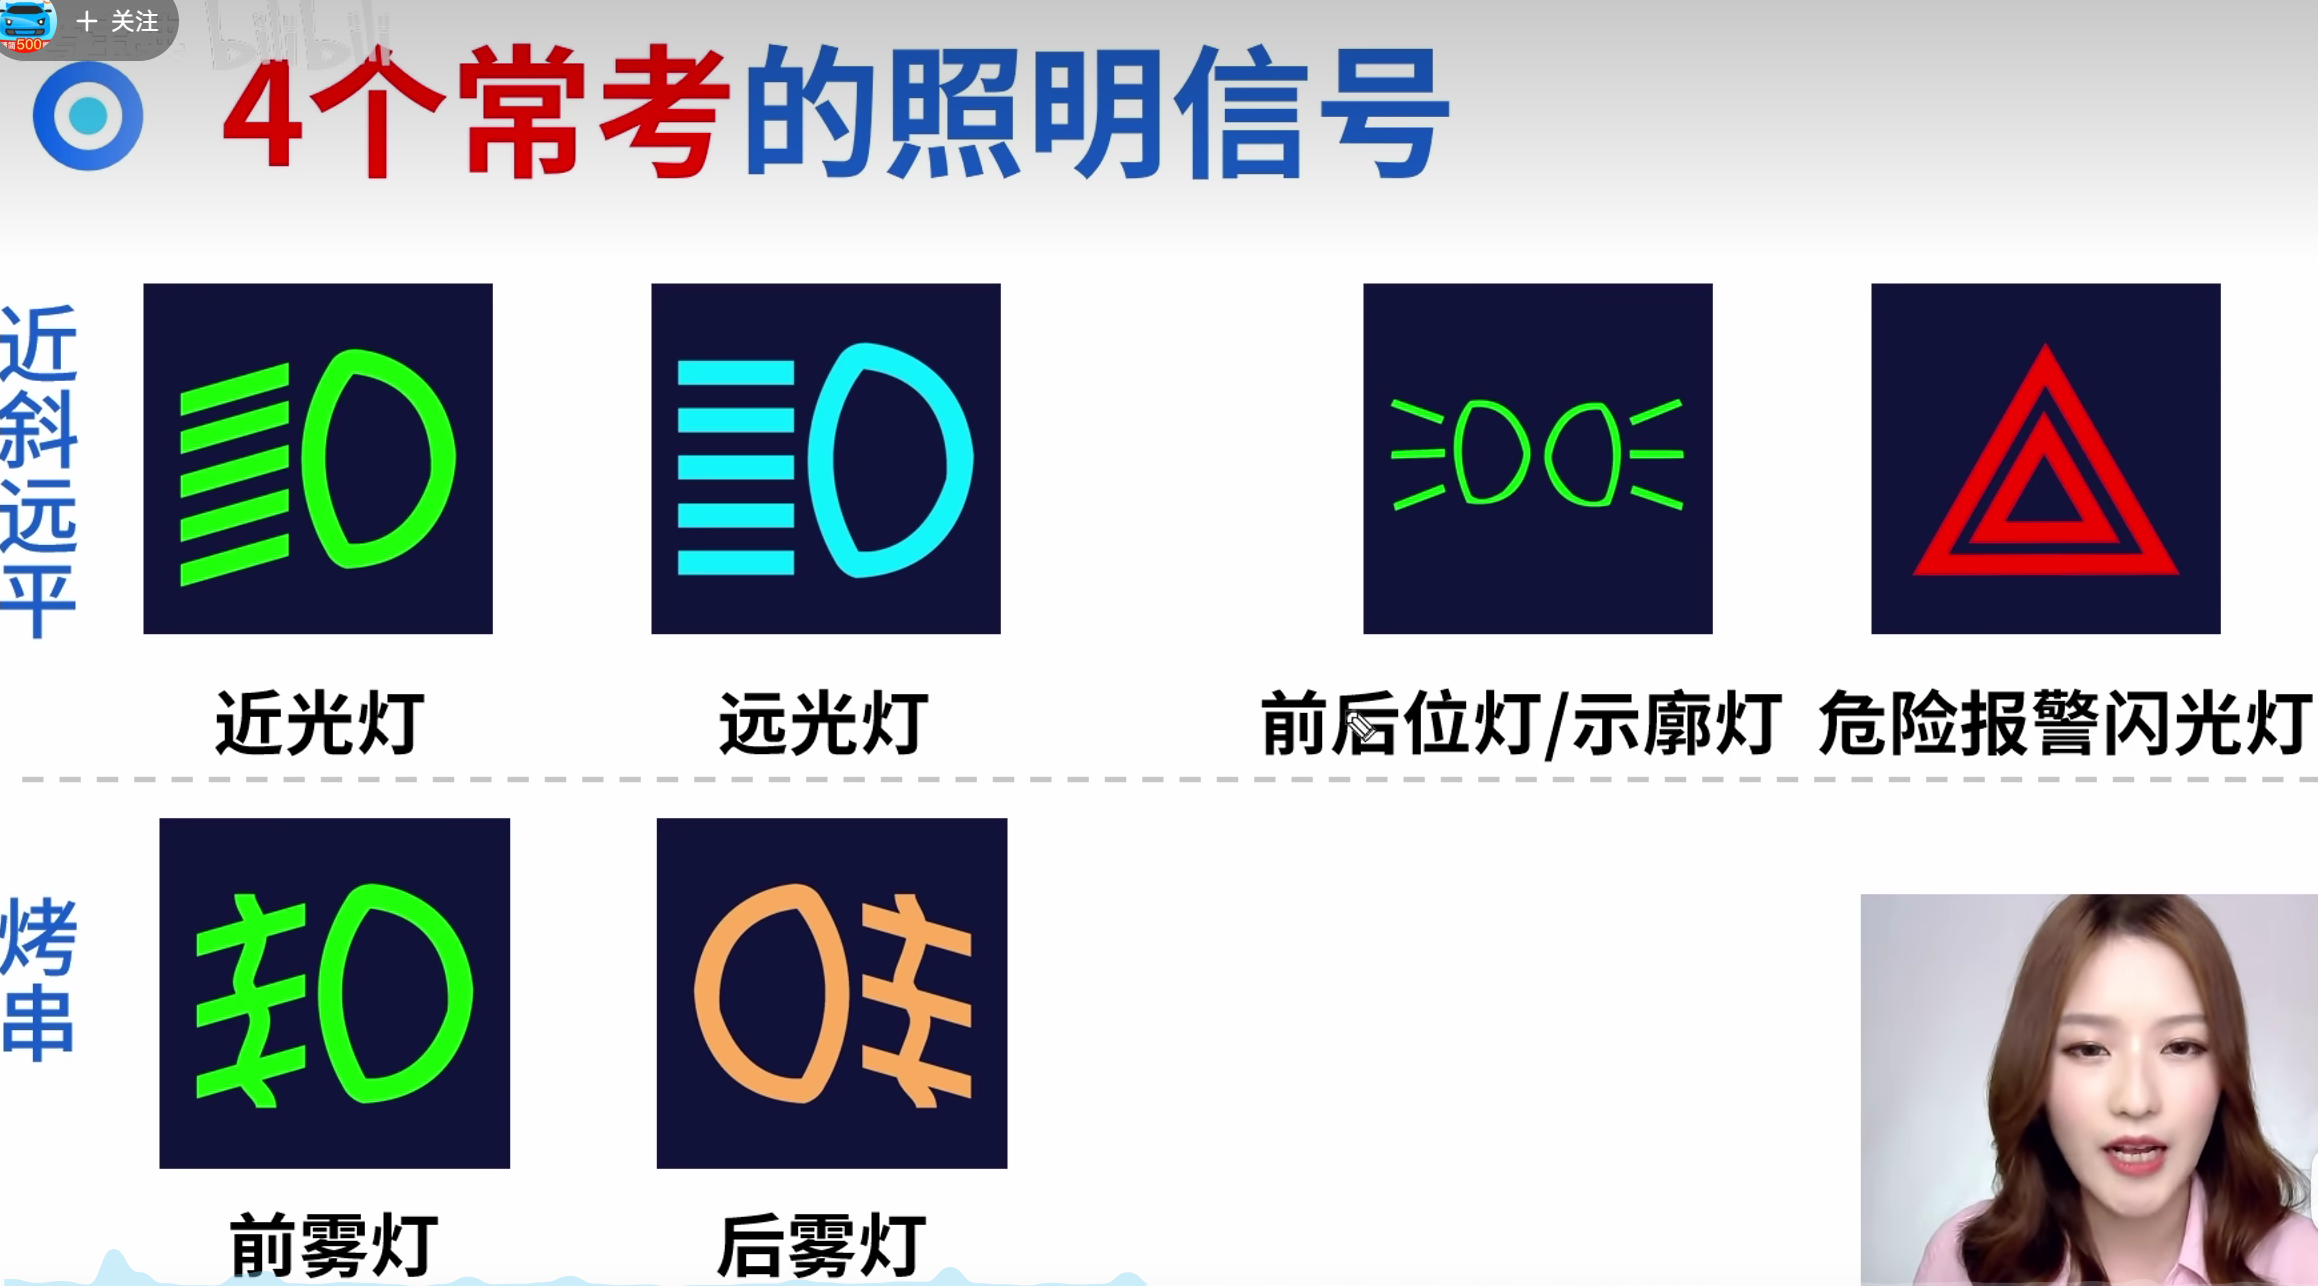 + 关注
bilibili
500
4个常考的照明信号
近斜远平
近光灯
远光灯
前后位灯/示廓灯
危险报警闪光灯
烤串
前雾灯
后雾灯